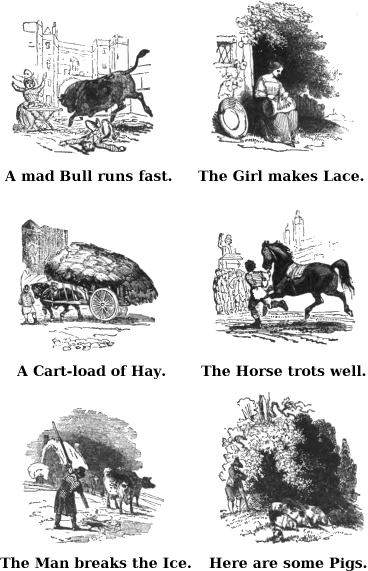 A mad Bull runs fast.
The Girl makes Lace.
A Cart-load of Hay.
The Horse trots well.
The Man breaks the Ice.
Here are some Pigs.